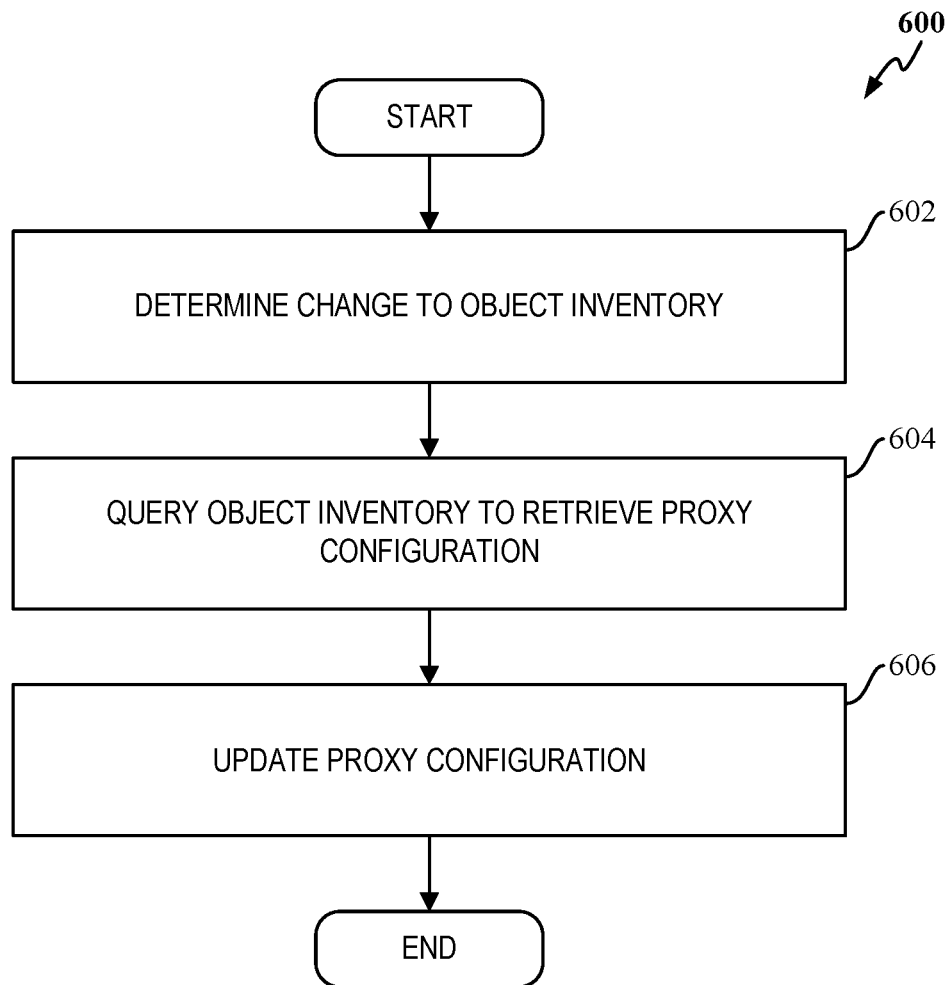 600
START
602
DETERMINE CHANGE TO OBJECT INVENTORY
604
QUERY OBJECT INVENTORY TO RETRIEVE PROXY
CONFIGURATION
606
UPDATE PROXY CONFIGURATION
END